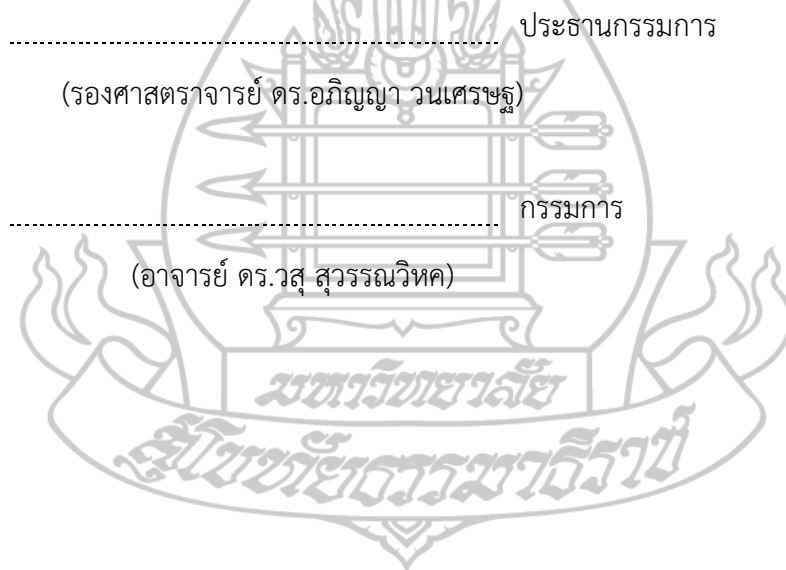 ประธานกรรมการ
(รองศาสตราจารย์ ดร.อภิญญา วนเศรษฐ)
กรรมการ
(อาจารย์ ดร.วสุ สุวรรณวิหค)
มหาวิทยาลัย
สุโขทัยธรรมาธิราช